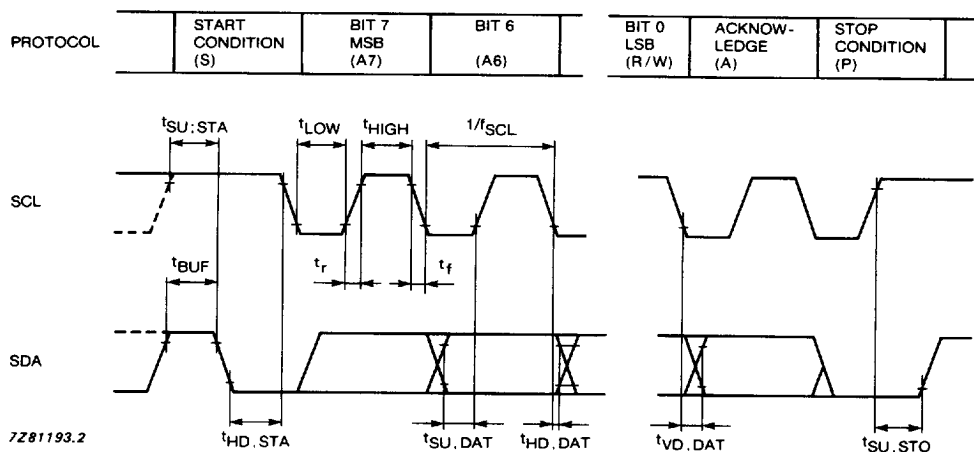 PROTOCOL
START
CONDITION
(S)
BIT 7
MSB
(A7)
BIT 6
(A6)
BIT 0
LSB
(R/W)
ACKNOW-
LEDGE
(A)
STOP
CONDITION
(P)
tSU;STA
tLOW
tHIGH
1/fSCL
SCL
tBUF
tr
tf
SDA
tHD,STA
tSU,DAT
tHD,DAT
tVD,DAT
tSU,STO
7Z81193.2